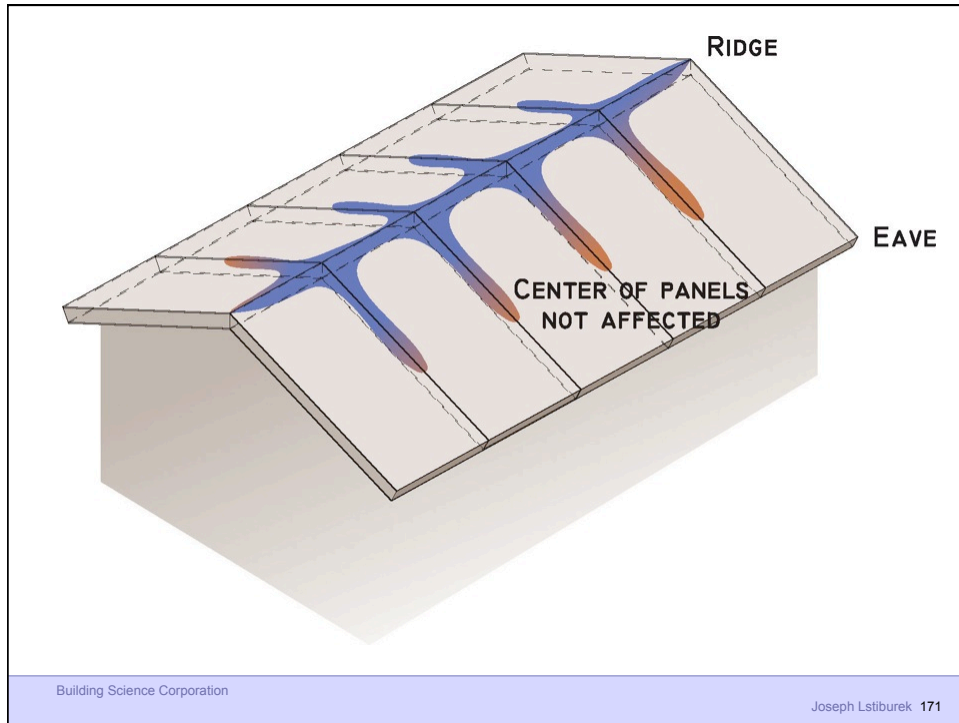 RIDGE
EAVE
CENTER OF PANELS
NOT AFFECTED
Building Science Corporation
Joseph Lstiburek 171